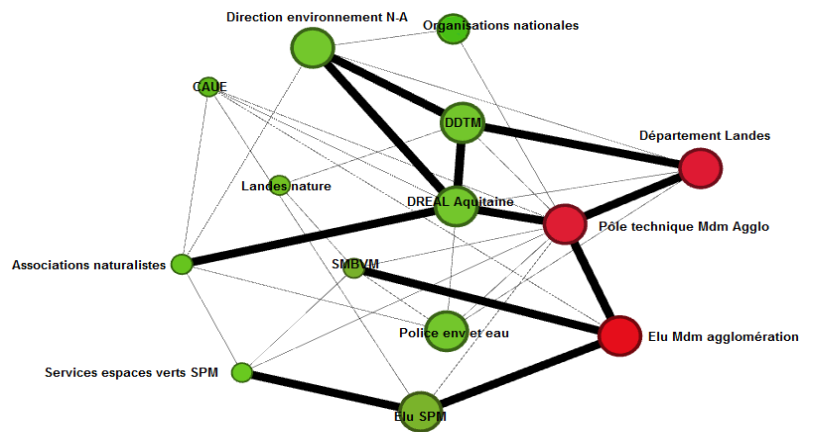 Direction environnement N-A
Organisations nationales
CAUE
DDTM
Département Landes
Landes nature
DREAL Aquitaine
Pôle technique Mdm Agglo
Associations naturalistes
SMBVM
Police env et eau
Elu Mdm agglomération
Services espaces verts SPM
Elu SPM